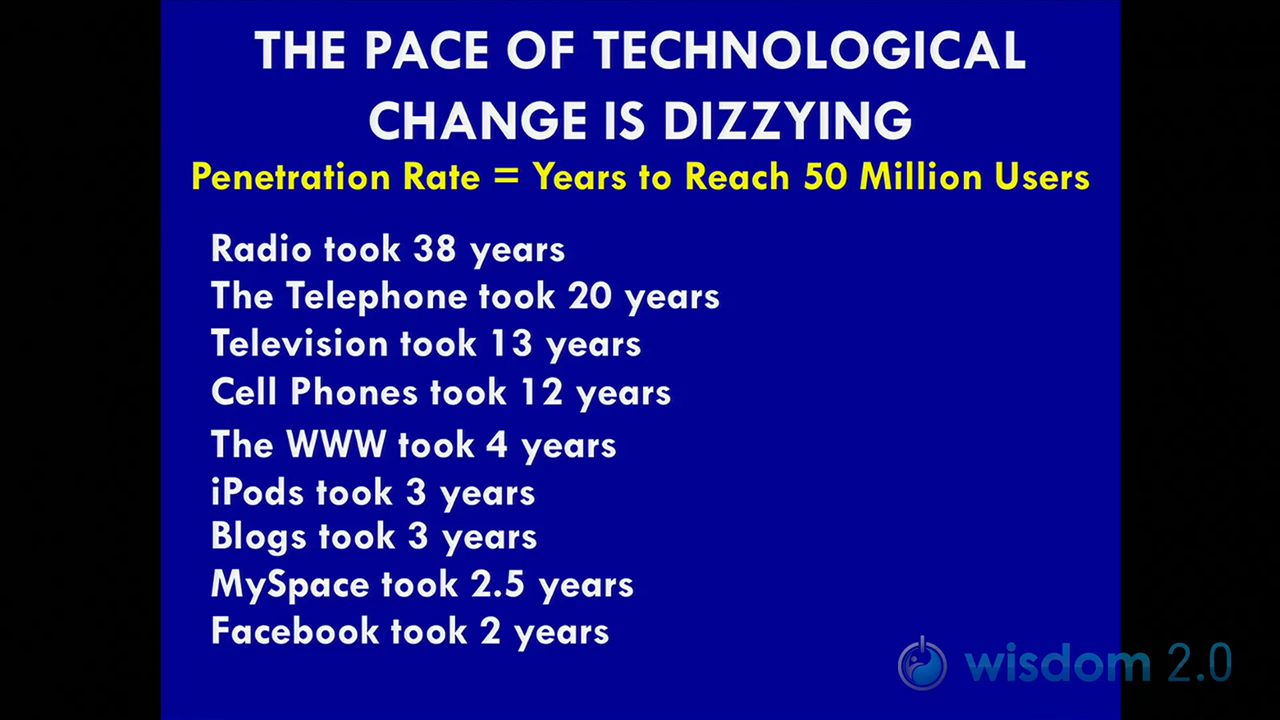 THE PACE OF TECHNOLOGICAL
CHANGE IS DIZZYING
Penetration Rate = Years to Reach 50 Million Users
Radio took 38 years
The Telephone took 20 years
Television took 13 years
Cell Phones took 12 years
The WWW took 4 years
iPods took 3 years
Blogs took 3 years
MySpace took 2.5 years
Facebook took 2 years
wisdom 2.0